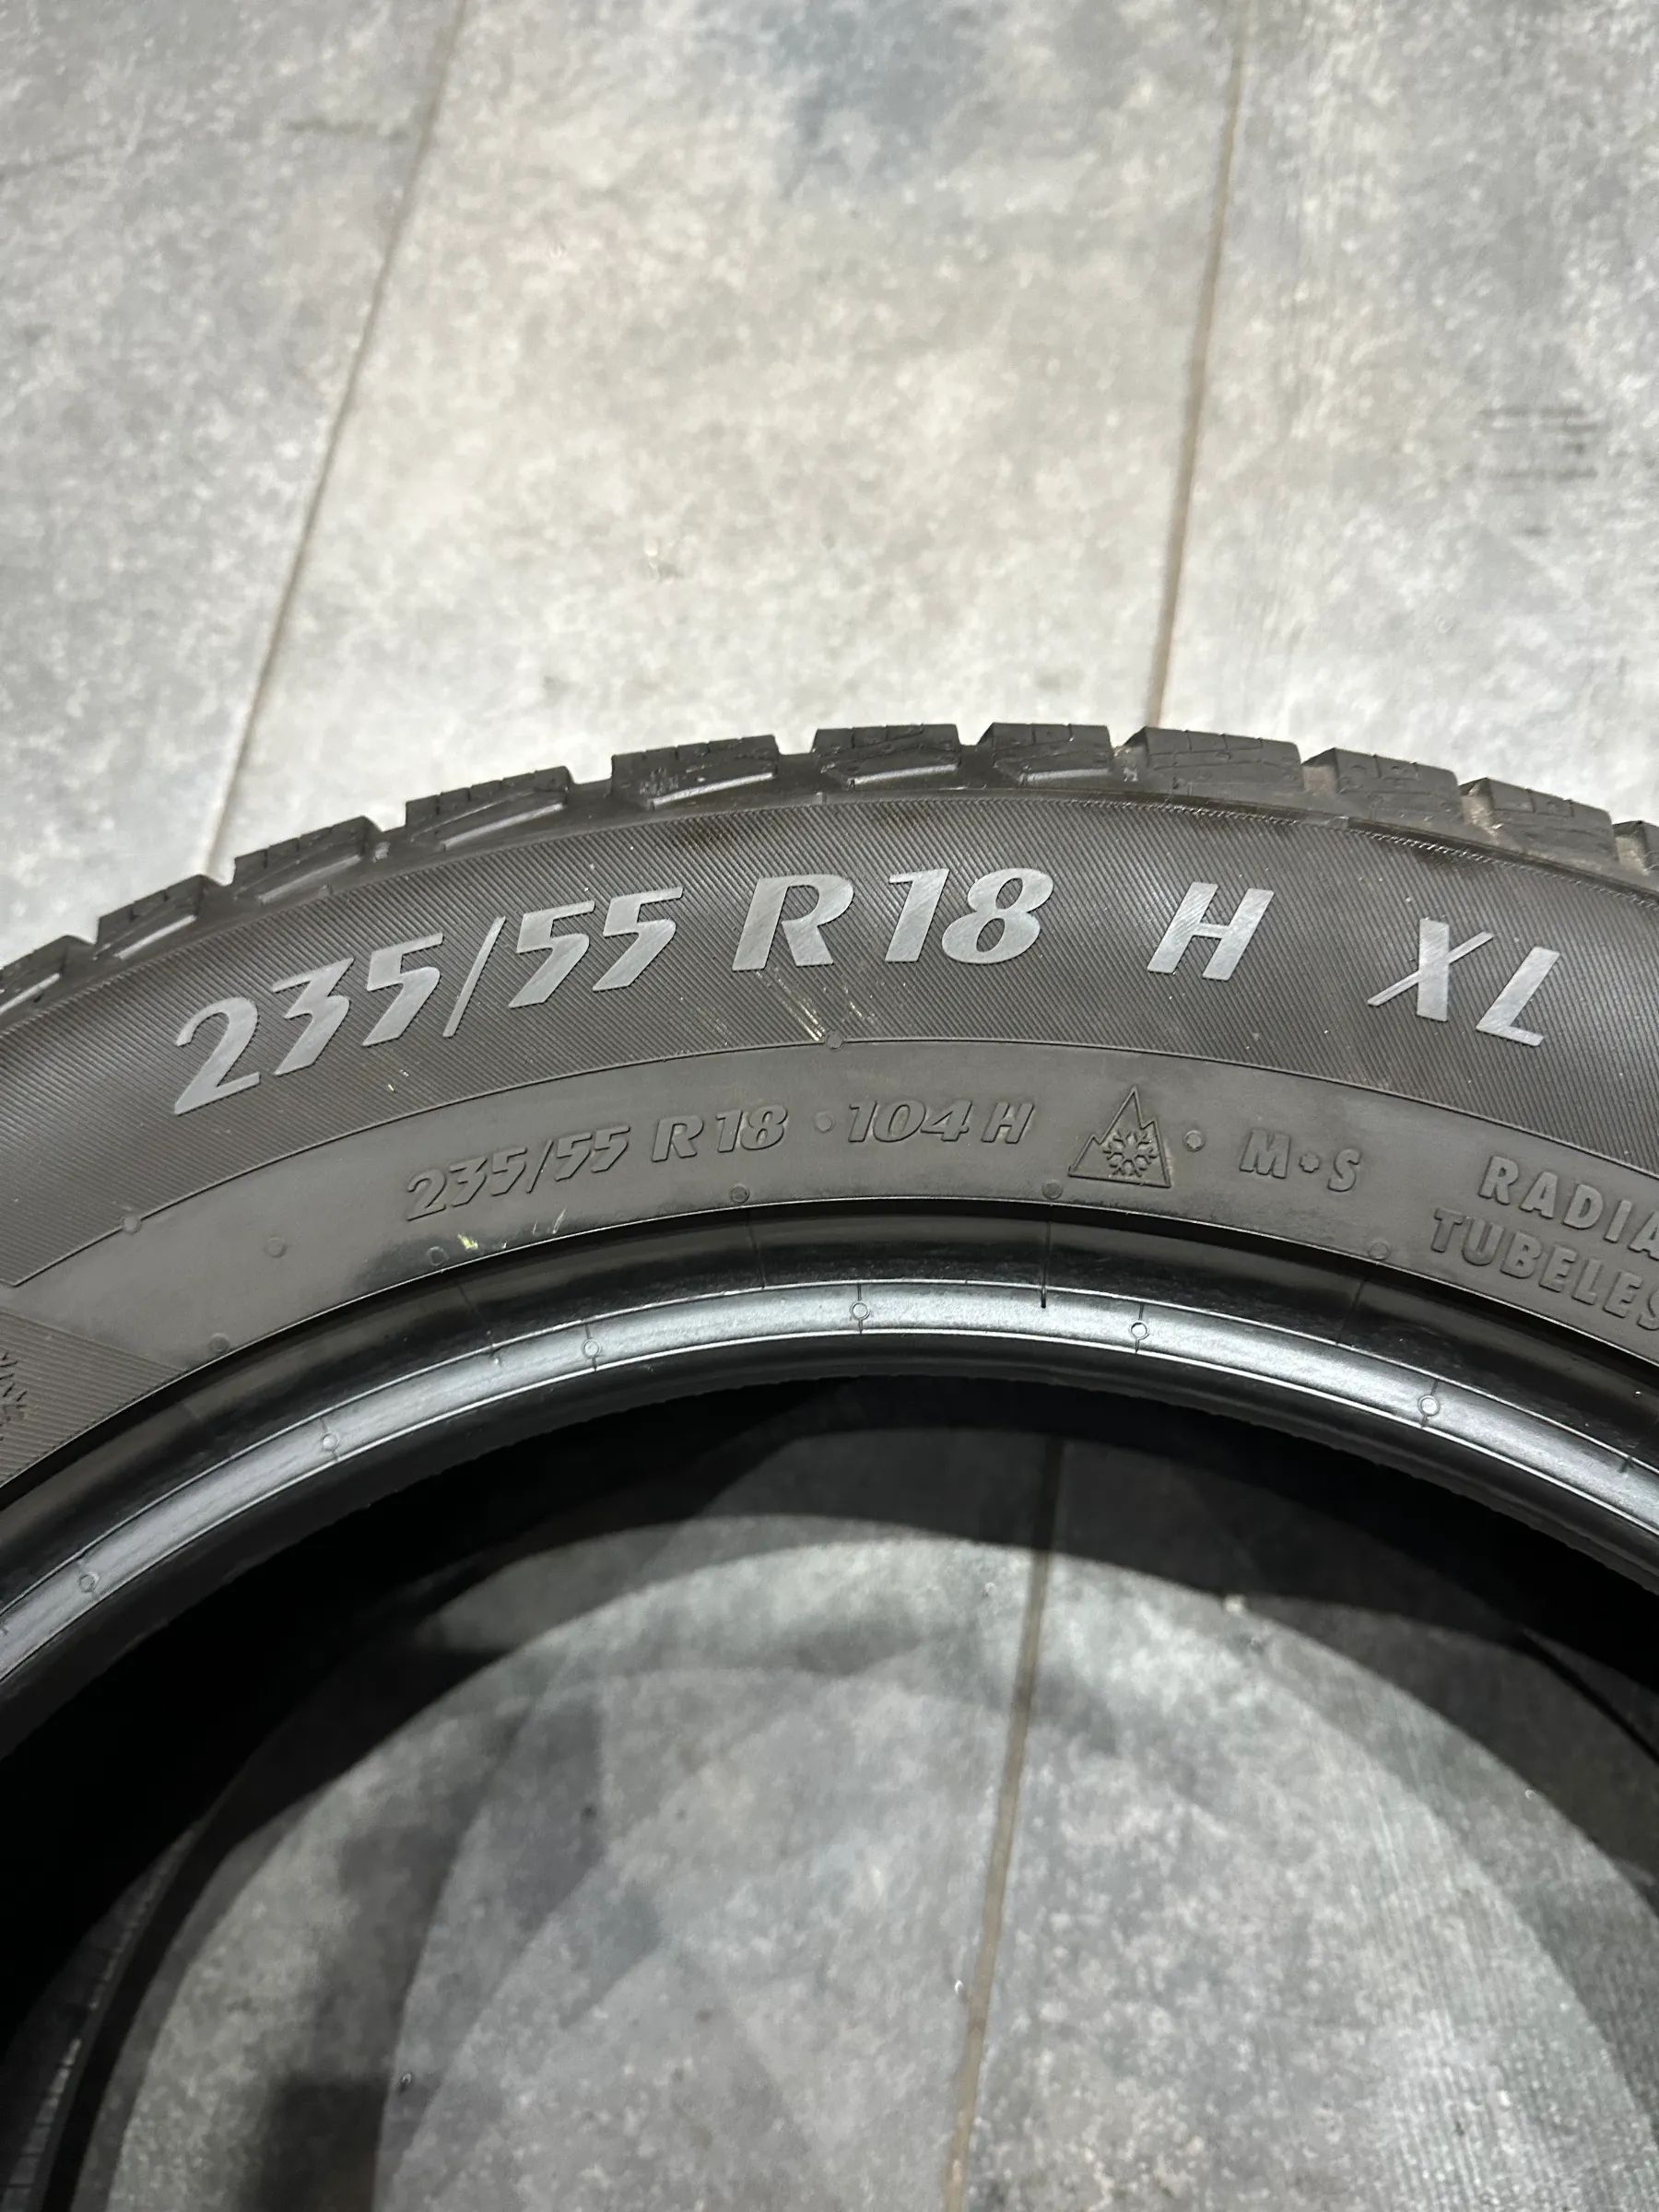 235/55 R18 H XL
235/55 R18 • 104 H • M•S
RADIA
TUBELES